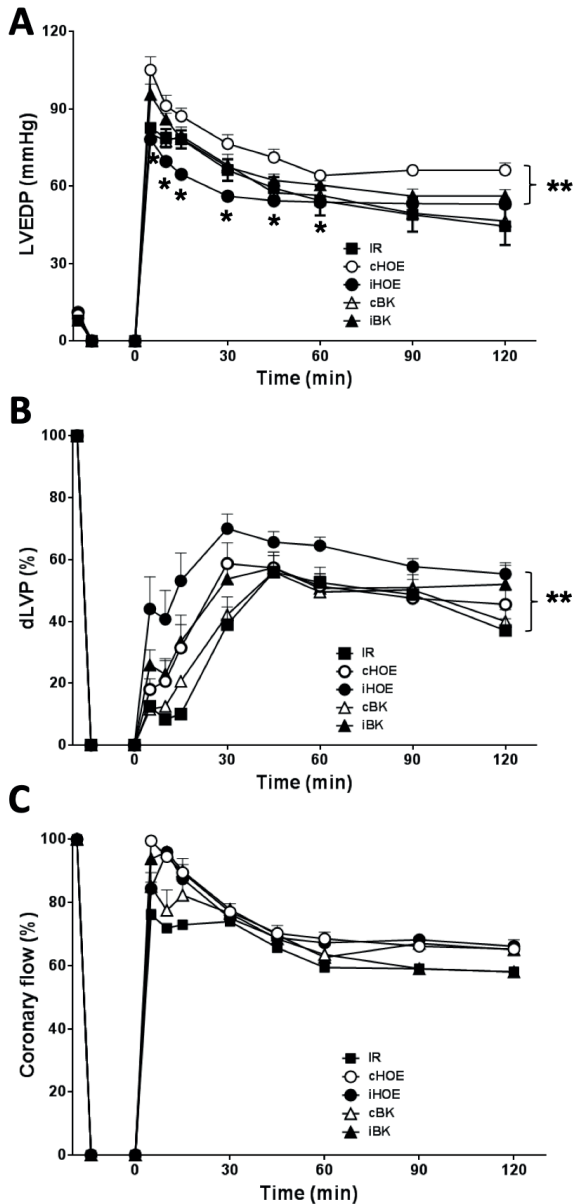 A
LVEDP (mmHg)
120
90
60
30
0
* * * * * *
**
IR
cHOE
iHOE
cBK
iBK
0 30 60 90 120
Time (min)
B
dLVP (%)
100
80
60
40
20
0
**
IR
cHOE
iHOE
cBK
iBK
0 30 60 90 120
Time (min)
C
Coronary flow (%)
100
80
60
40
20
0
IR
cHOE
iHOE
cBK
iBK
0 30 60 90 120
Time (min)